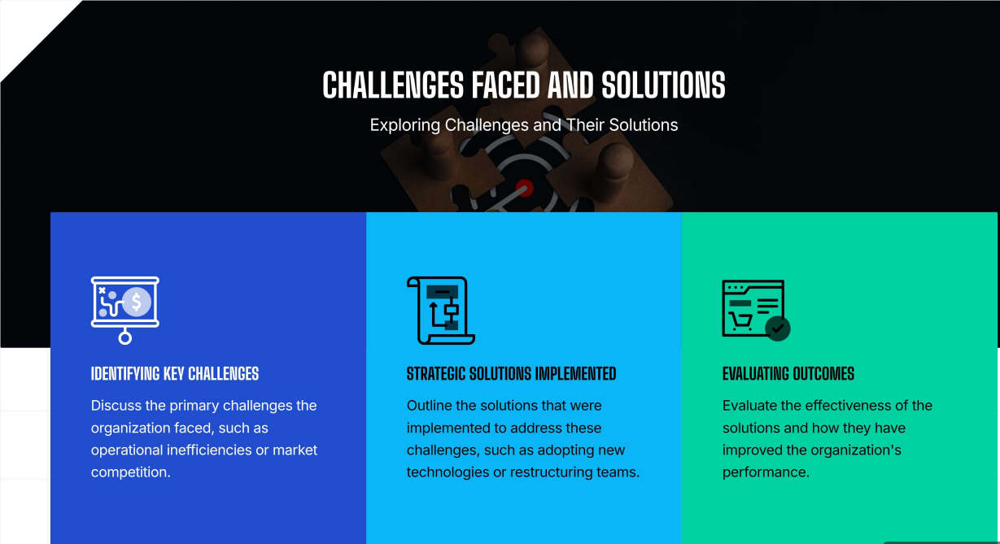 CHALLENGES FACED AND SOLUTIONS
Exploring Challenges and Their Solutions
IDENTIFYING KEY CHALLENGES
Discuss the primary challenges the
organization faced, such as
operational inefficiencies or market
competition.
STRATEGIC SOLUTIONS IMPLEMENTED
Outline the solutions that were
implemented to address these
challenges, such as adopting new
technologies or restructuring teams.
EVALUATING OUTCOMES
Evaluate the effectiveness of the
solutions and how they have
improved the organization's
performance.